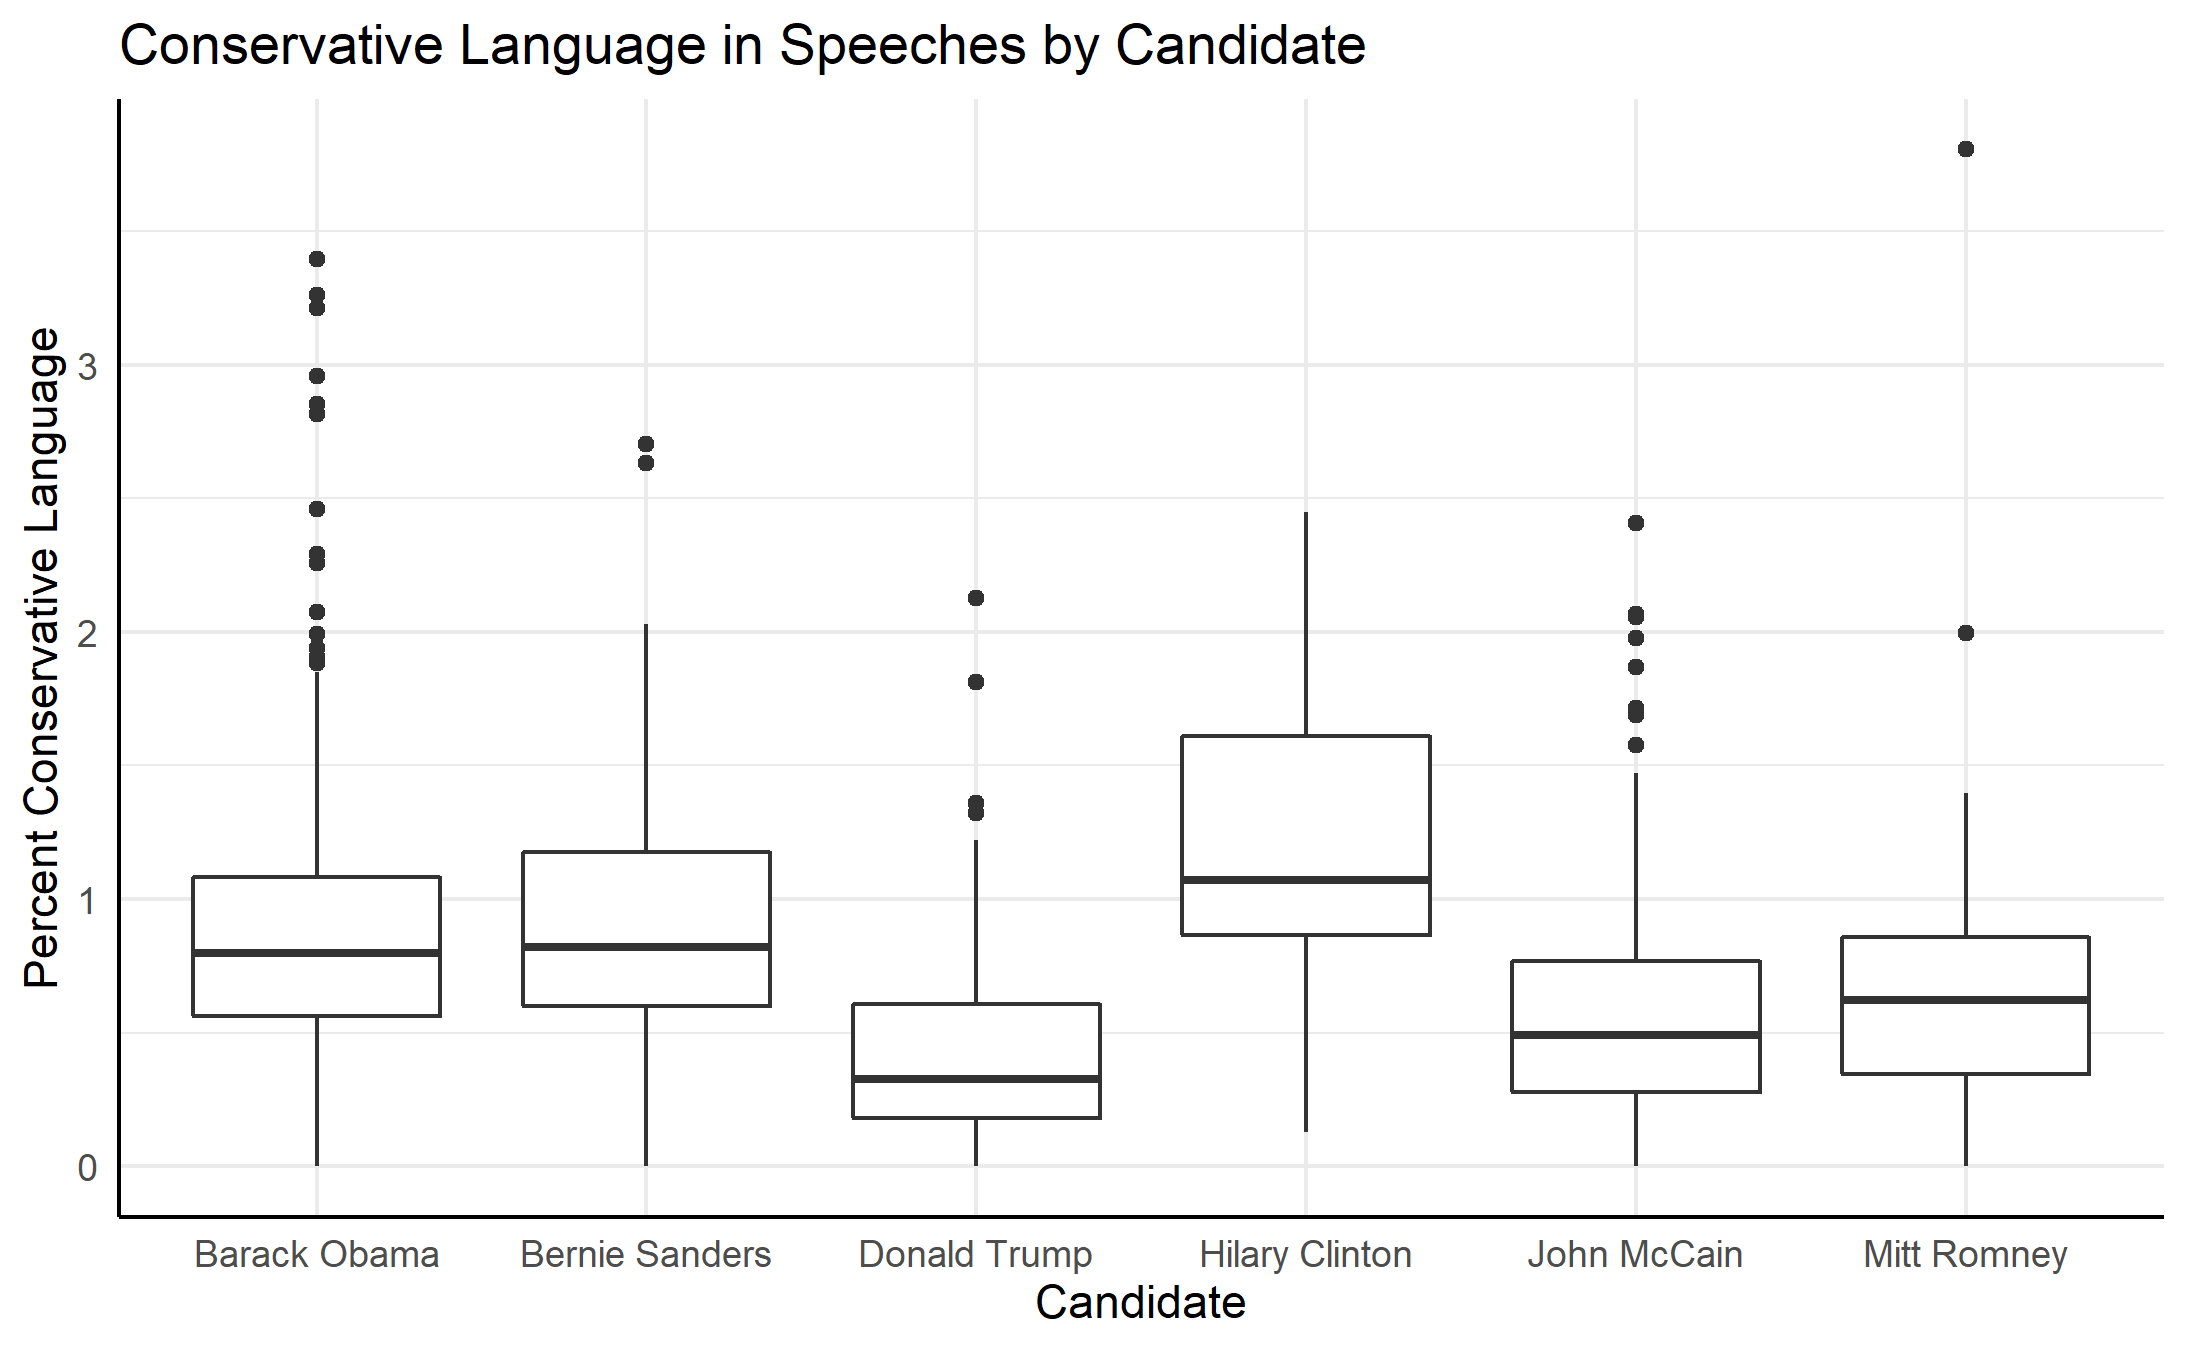 Conservative Language in Speeches by Candidate
Percent Conservative Language
3
2
1
0
Barack Obama
Bernie Sanders
Donald Trump
Hilary Clinton
John McCain
Mitt Romney
Candidate